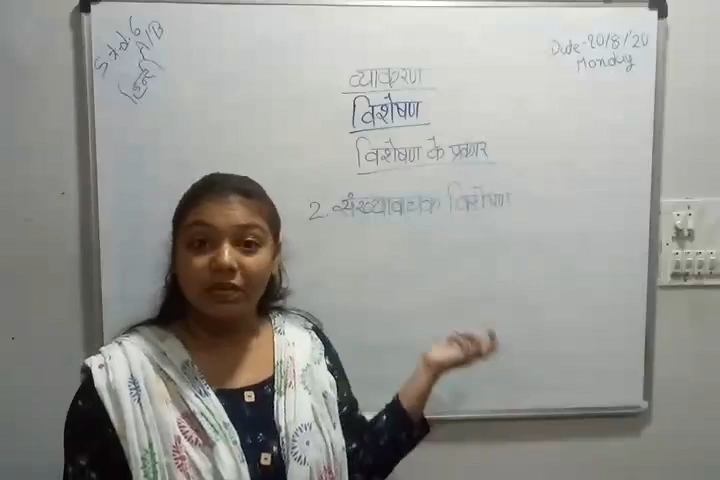 Std. 6
हिन्दी A/B
Date-20/8/'20
Monday
व्याकरण
विशेषण
विशेषण के प्रकार
2. संख्यावाचक विशेषण